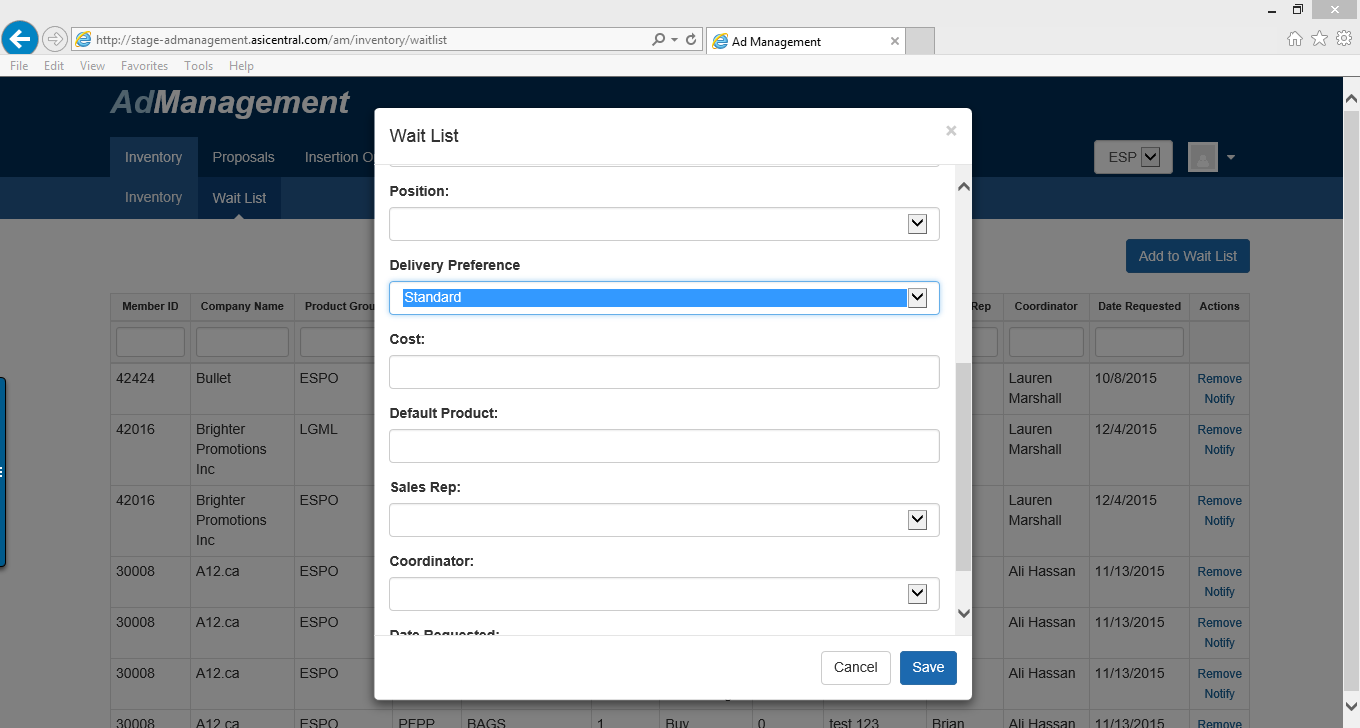 http://stage-admanagement.asicentral.com/am/inventory/waitlist
Ad Management
File Edit View Favorites Tools Help
AdManagement
Inventory Proposals Insertion O
ESP
Inventory Wait List
Add to Wait List
Wait List
Position:
Delivery Preference
Standard
Cost:
Default Product:
Sales Rep:
Coordinator:
Date Requested:
Cancel Save
Member ID Company Name Product Grou Rep Coordinator Date Requested Actions
42424 Bullet ESPO Lauren Marshall 10/8/2015 Remove
Notify
42016 Brighter Promotions Inc LGML Lauren Marshall 12/4/2015 Remove
Notify
42016 Brighter Promotions Inc ESPO Lauren Marshall 12/4/2015 Remove
Notify
30008 A12.ca ESPO Ali Hassan 11/13/2015 Remove
Notify
30008 A12.ca ESPO Ali Hassan 11/13/2015 Remove
Notify
30008 A12.ca ESPO Ali Hassan 11/13/2015 Remove
Notify
30008 A12.ca ESPO PEPP BAGS 1 Buy 0 test 123 Brian Ali Hassan 11/13/2015 Remove